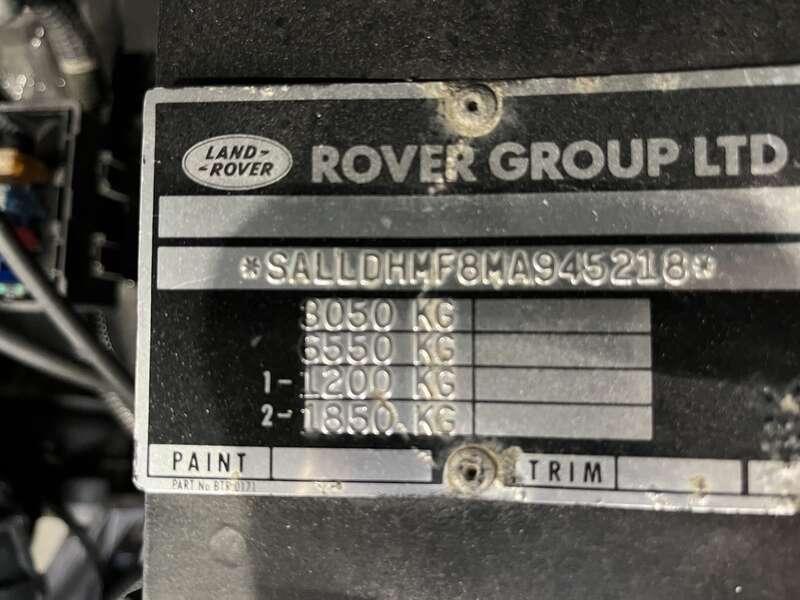 LAND-
-ROVER
ROVER GROUP LTD
*SALLDHMF8MA945218*
3050 KG
6550 KG
1-1200 KG
2-1850 KG
PAINT
TRIM
PART No BTR 0171